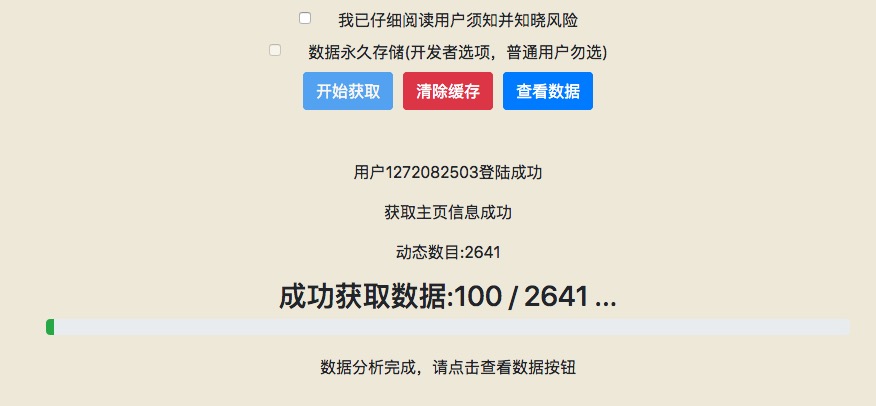 我已仔细阅读用户须知并知晓风险
数据永久存储(开发者选项，普通用户勿选)
开始获取 清除缓存 查看数据
用户1272082503登陆成功
获取主页信息成功
动态数目:2641
成功获取数据:100 / 2641 ...
数据分析完成，请点击查看数据按钮